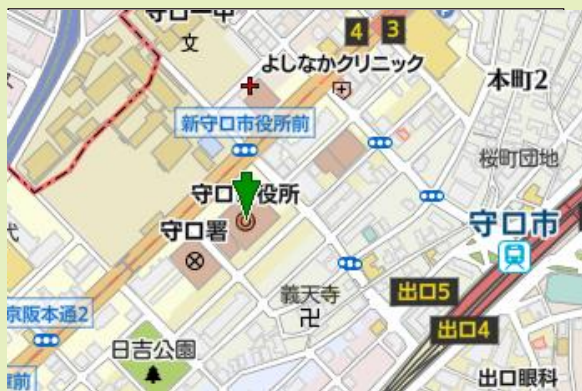 守口一中
文
4
3
よしなかクリニック
本町2
新守口市役所前
桜町団地
守口市役所
守口署
守口市
義天寺
卍
出口5
京阪本通2
出口4
日吉公園
前
出口眼科